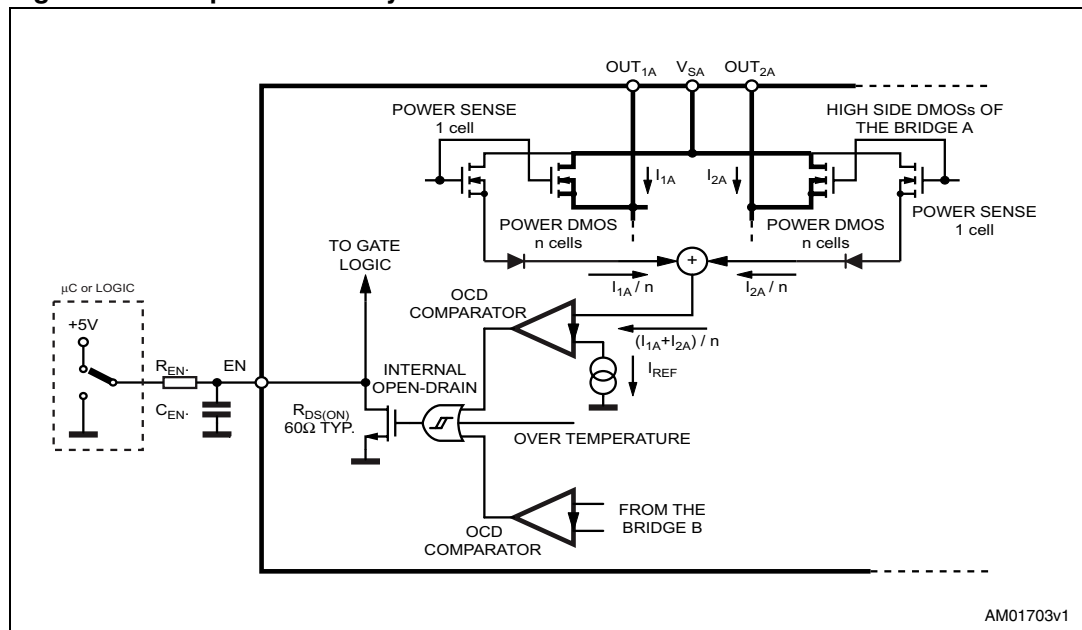 OUT1A VSA OUT2A
POWER SENSE
1 cell
HIGH SIDE DMOSs OF
THE BRIDGE A
I1A I2A
POWER DMOS
n cells
POWER DMOS
n cells
POWER SENSE
1 cell
TO GATE
LOGIC
+
I1A / n I2A / n
μC or LOGIC
+5V
OCD
COMPARATOR
(I1A+I2A) / n
IREF
REN. EN
CEN.
INTERNAL
OPEN-DRAIN
RDS(ON)
60Ω TYP.
OVER TEMPERATURE
OCD
COMPARATOR
FROM THE
BRIDGE B
AM01703v1